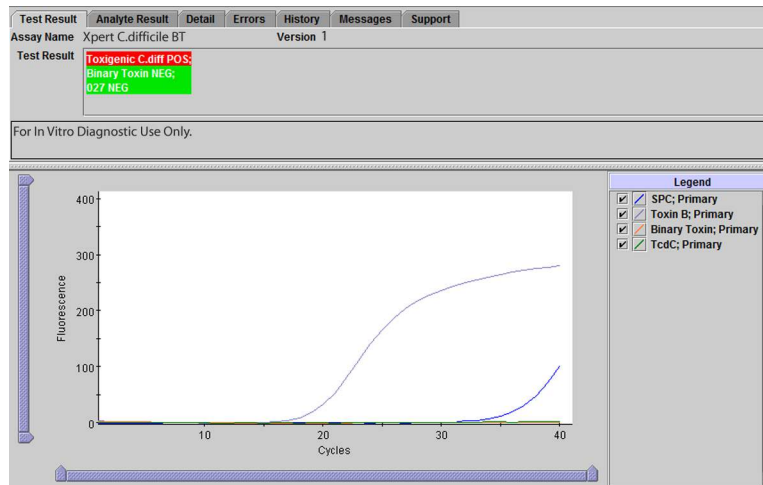 Test Result Analyte Result Detail Errors History Messages Support
Assay Name Xpert C.difficile BT Version 1
Test Result Toxigenic C.diff POS;
Binary Toxin NEG;
027 NEG
For In Vitro Diagnostic Use Only.
Legend
SPC; Primary
Toxin B; Primary
Binary Toxin; Primary
TcdC; Primary
400
300
200
100
0
Fluorescence
10 20 30 40
Cycles